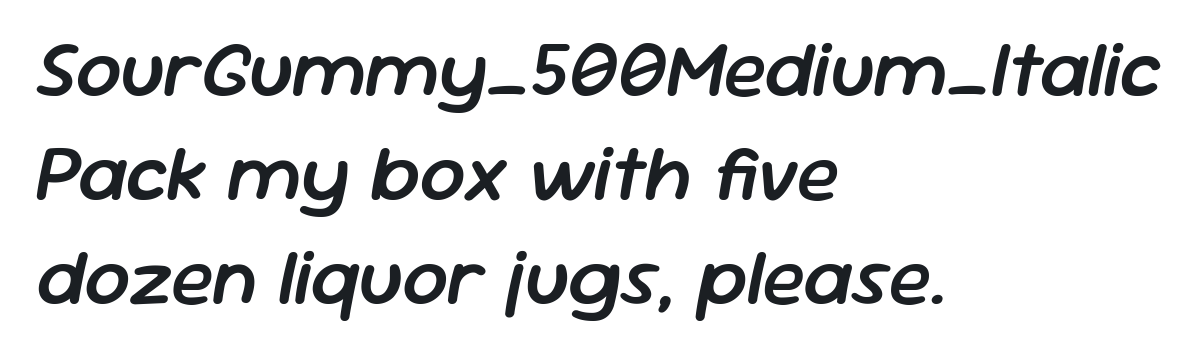 SourGummy_500Medium_Italic
Pack my box with five
dozen liquor jugs, please.